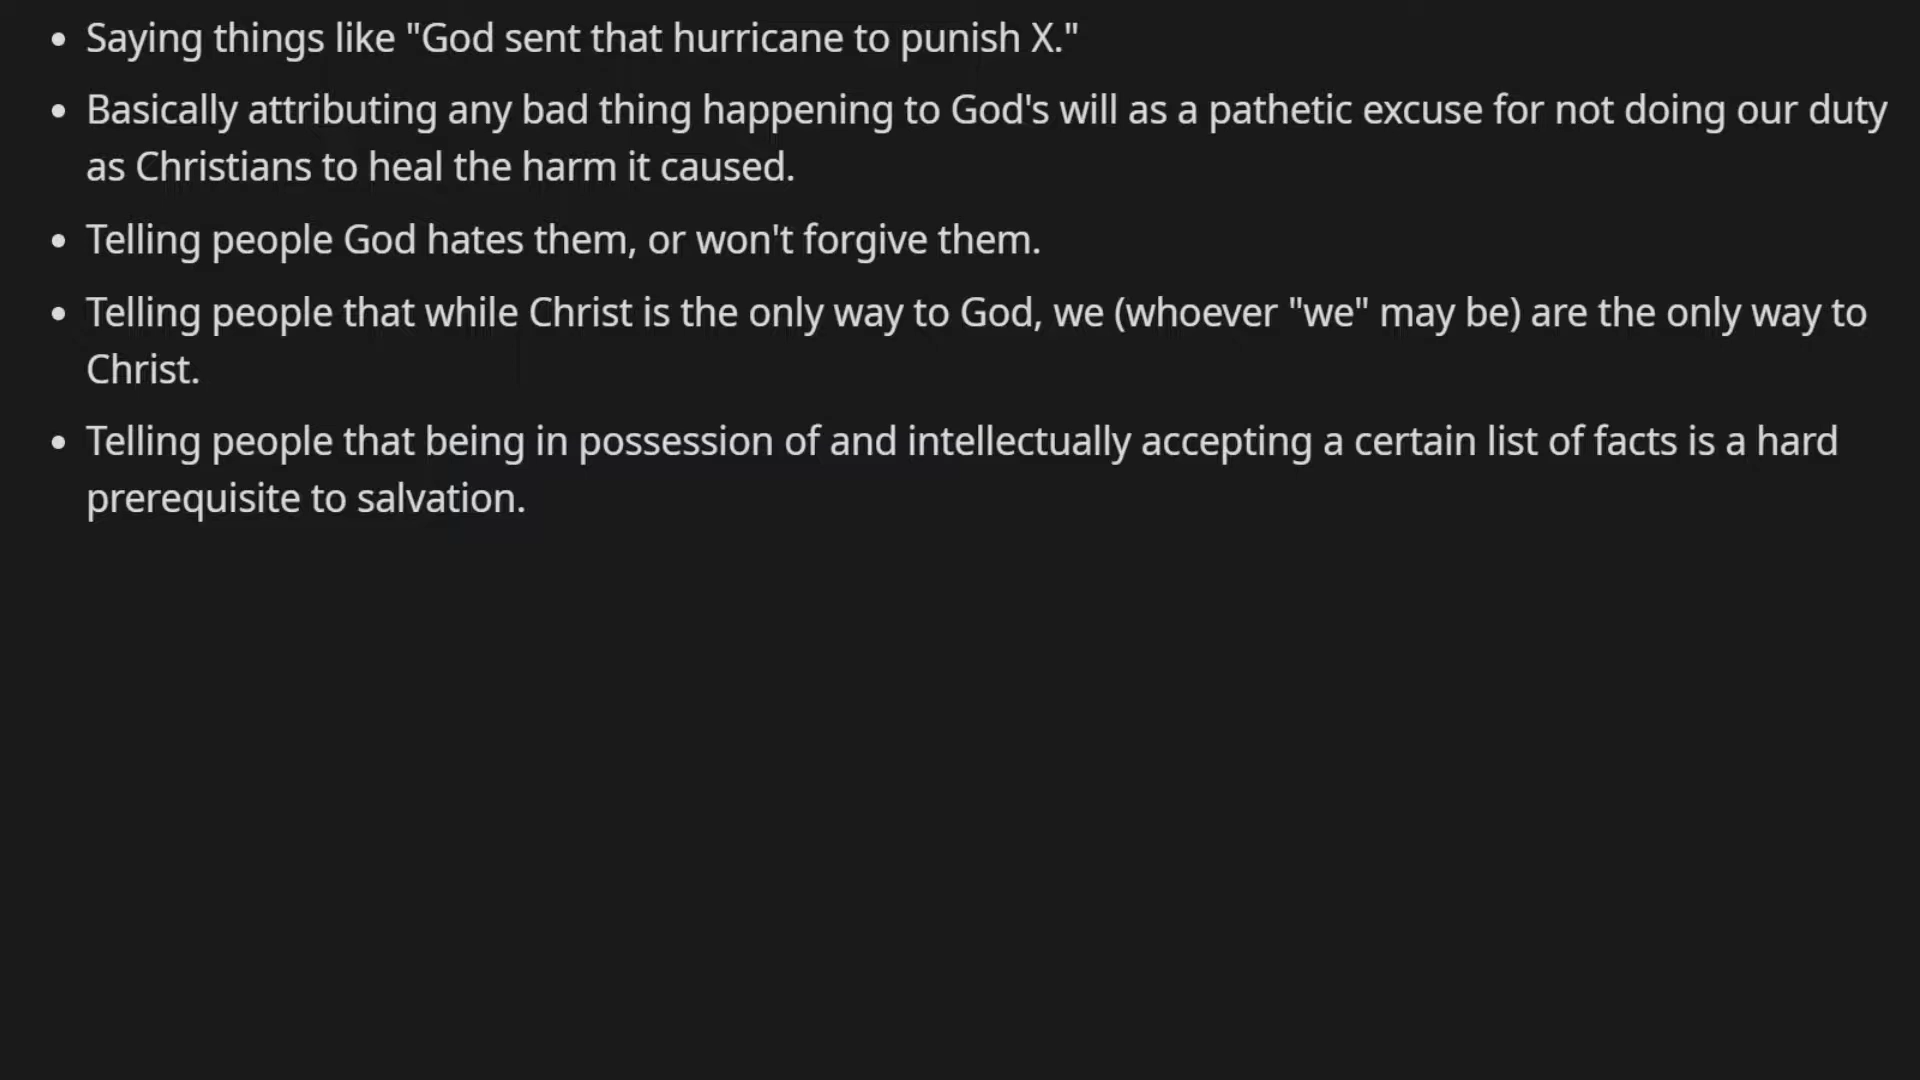 • Saying things like "God sent that hurricane to punish X."
• Basically attributing any bad thing happening to God's will as a pathetic excuse for not doing our duty
as Christians to heal the harm it caused.
• Telling people God hates them, or won't forgive them.
• Telling people that while Christ is the only way to God, we (whoever "we" may be) are the only way to
Christ.
• Telling people that being in possession of and intellectually accepting a certain list of facts is a hard
prerequisite to salvation.